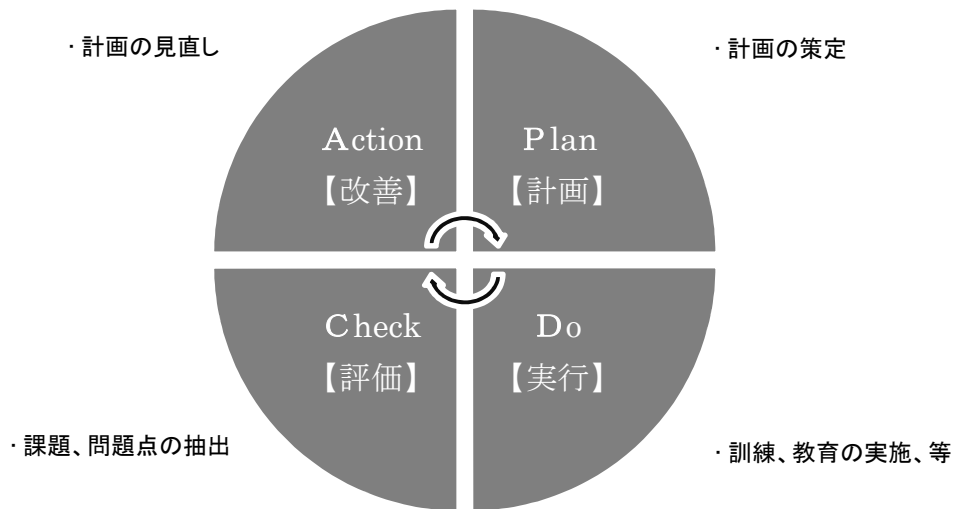 ・計画の見直し
・計画の策定
Action
【改善】
Plan
【計画】
Check
【評価】
Do
【実行】
・課題、問題点の抽出
・訓練、教育の実施、等